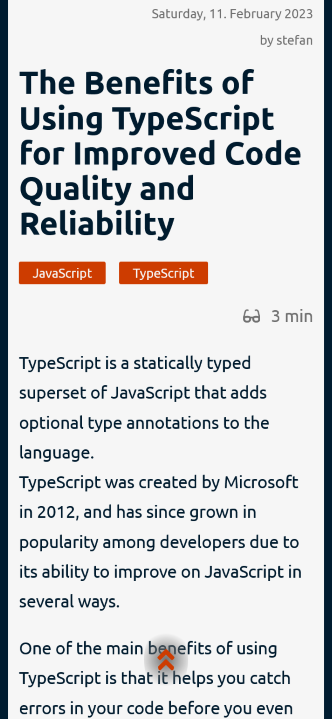 Saturday, 11. February 2023
by stefan
The Benefits of
Using TypeScript
for Improved Code
Quality and
Reliability
JavaScript TypeScript
3 min
TypeScript is a statically typed
superset of JavaScript that adds
optional type annotations to the
language.
TypeScript was created by Microsoft
in 2012, and has since grown in
popularity among developers due to
its ability to improve on JavaScript in
several ways.
One of the main benefits of using
TypeScript is that it helps you catch
errors in your code before you even